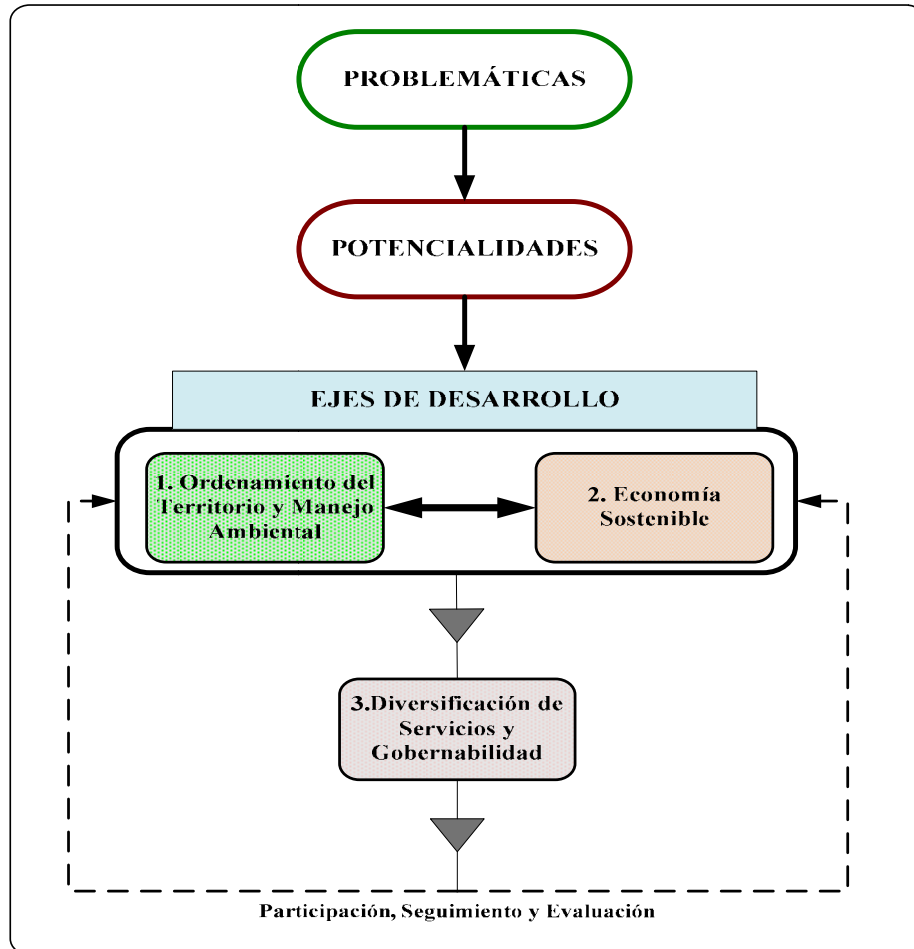 PROBLEMÁTICAS
POTENCIALIDADES
EJES DE DESARROLLO
1. Ordenamiento del
Territorio y Manejo
Ambiental
2. Economía
Sostenible
3.Diversificación de
Servicios y
Gobernabilidad
Participación, Seguimiento y Evaluación